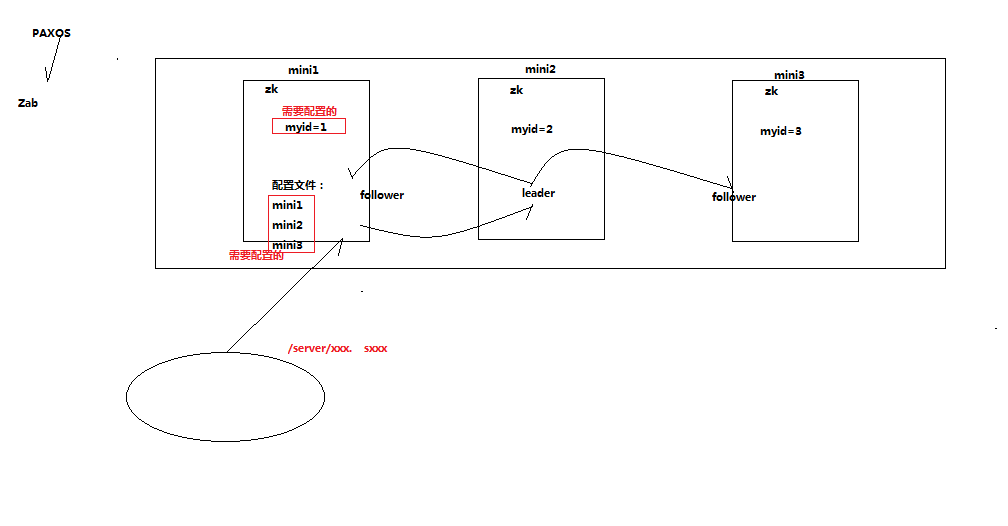 PAXOS
Zab
mini1
mini2
mini3
zk
zk
zk
需要配置的
myid=1
myid=2
myid=3
配置文件：
mini1
mini2
mini3
需要配置的
follower
leader
follower
/server/xxx. sxxx